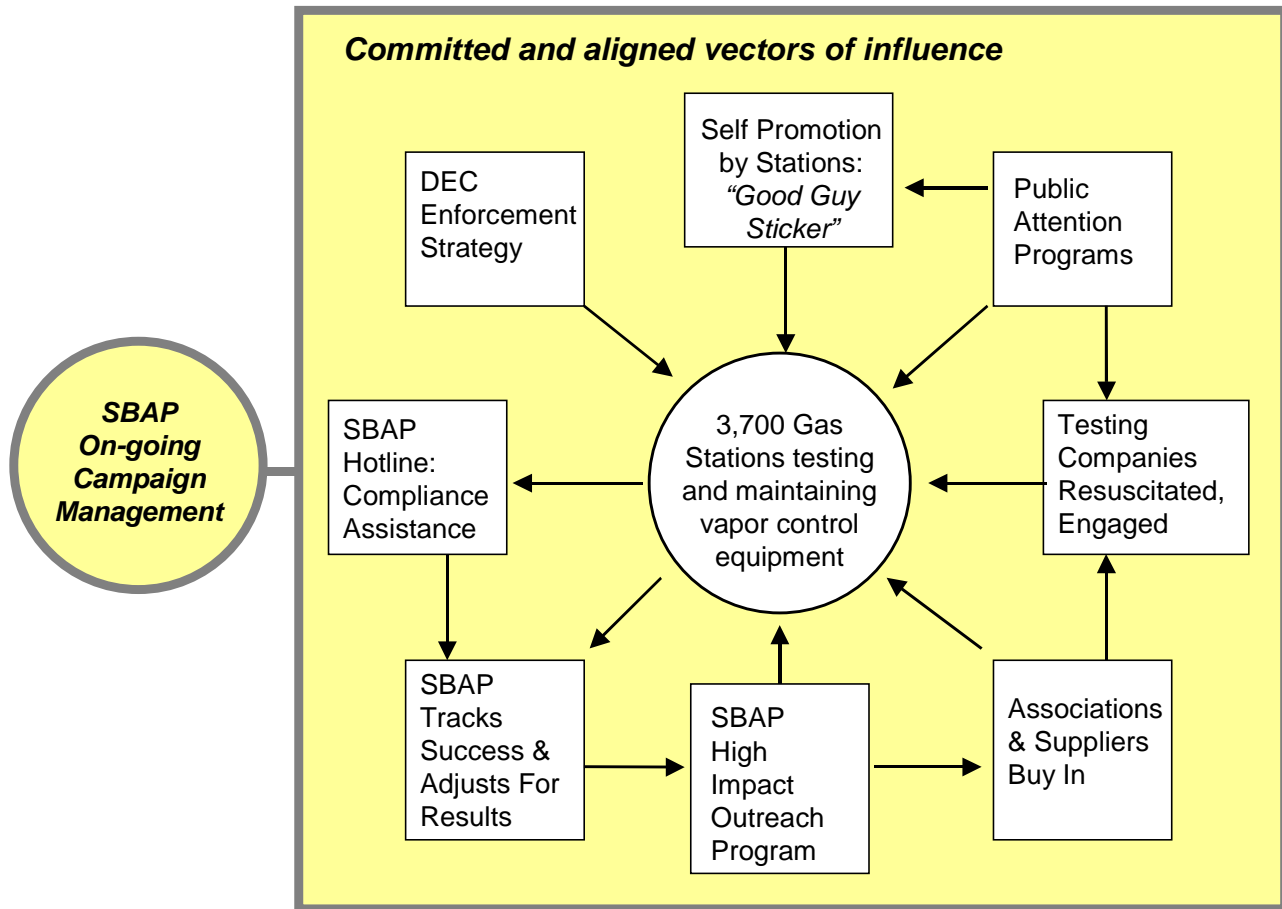 Committed and aligned vectors of influence
Self Promotion
by Stations:
“Good Guy
Sticker”
DEC
Enforcement
Strategy
Public
Attention
Programs
SBAP
On-going
Campaign
Management
SBAP
Hotline:
Compliance
Assistance
3,700 Gas
Stations testing
and maintaining
vapor control
equipment
Testing
Companies
Resuscitated,
Engaged
SBAP
Tracks
Success &
Adjusts For
Results
SBAP
High
Impact
Outreach
Program
Associations
& Suppliers
Buy In